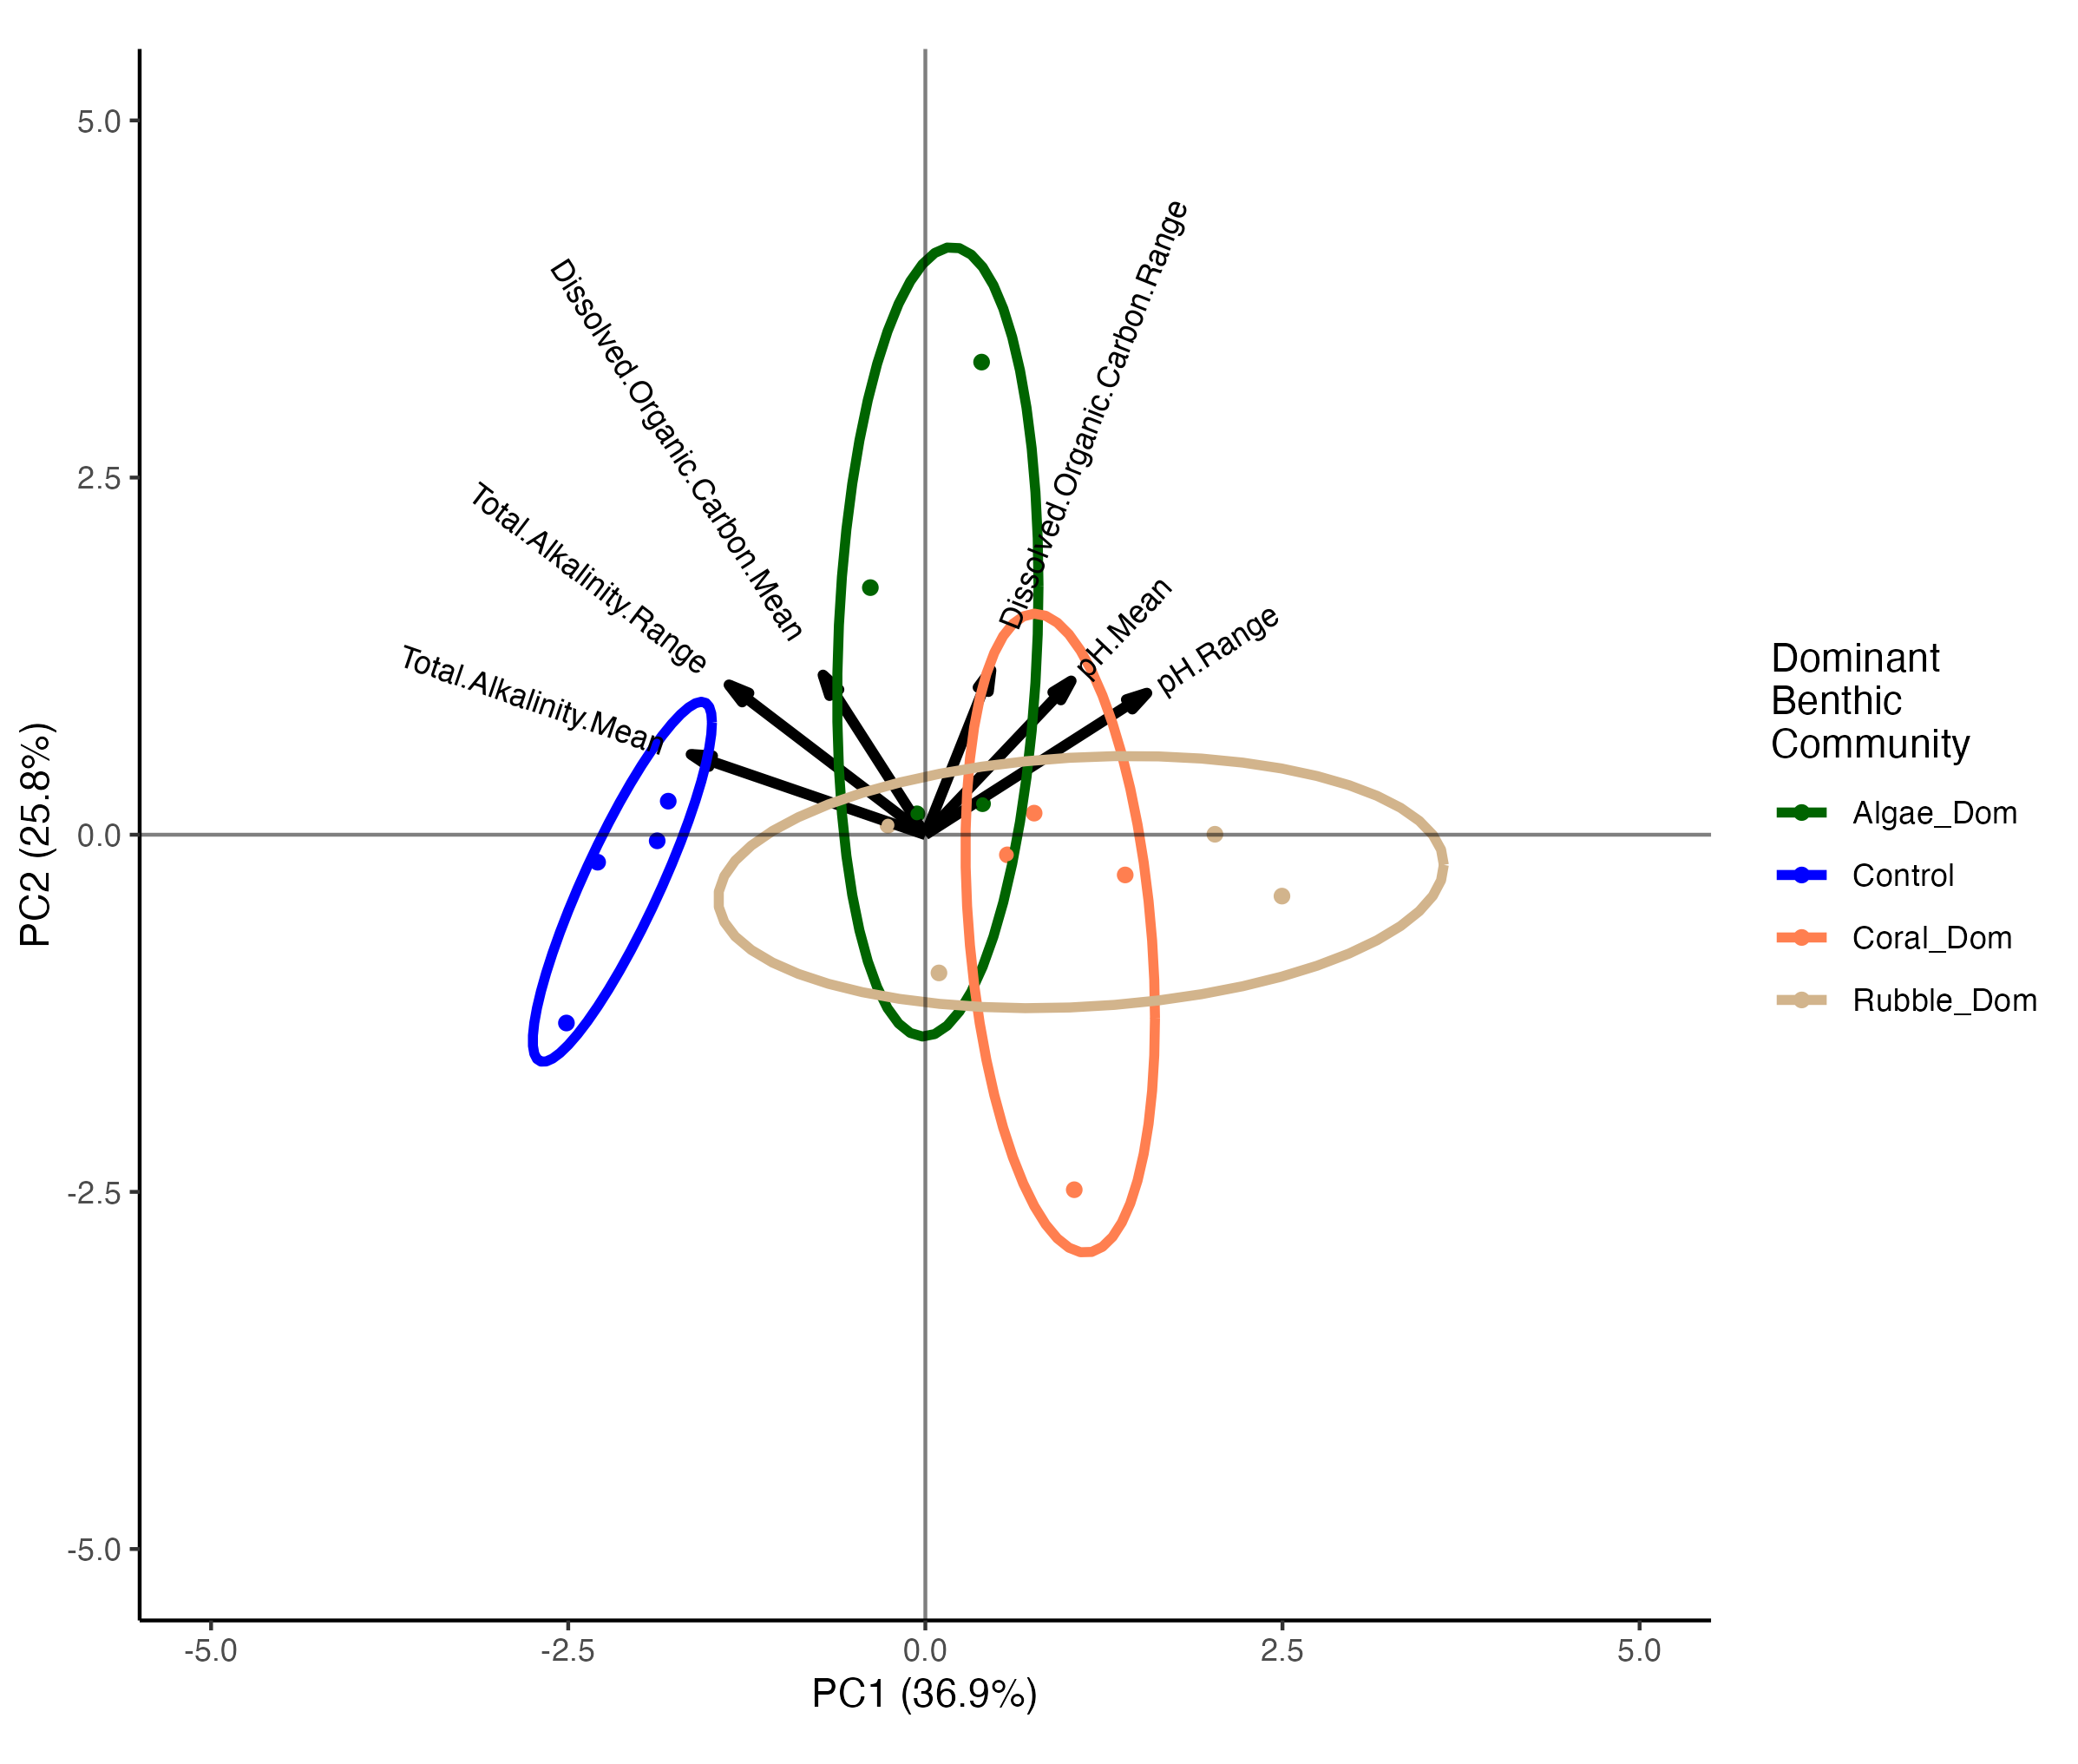 5.0
2.5
0.0
-2.5
-5.0
PC2 (25.8%)
Dissolved.Organic.Carbon.Range
Dissolved.Organic.Carbon.Mean
Total.Alkalinity.Range
Total.Alkalinity.Mean
pH.Mean
pH.Range
-5.0
-2.5
0.0
2.5
5.0
PC1 (36.9%)
Dominant
Benthic
Community
Algae_Dom
Control
Coral_Dom
Rubble_Dom